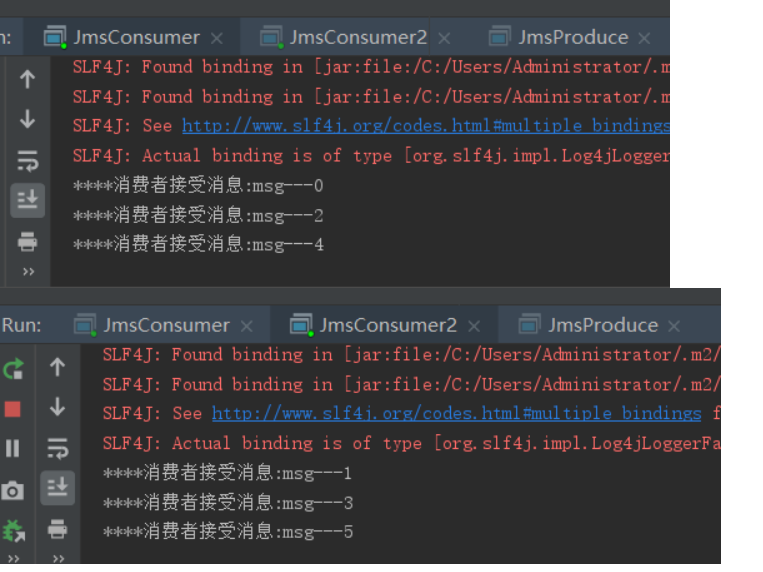 n: JmsConsumer × JmsConsumer2 × JmsProduce ×
SLF4J: Found binding in [jar:file:/C:/Users/Administrator/.m
SLF4J: Found binding in [jar:file:/C:/Users/Administrator/.m
SLF4J: See http://www.slf4j.org/codes.html#multiple_bindings
SLF4J: Actual binding is of type [org.slf4j.impl.Log4jLogger
****消费者接受消息:msg---0
****消费者接受消息:msg---2
****消费者接受消息:msg---4
Run: JmsConsumer × JmsConsumer2 × JmsProduce ×
SLF4J: Found binding in [jar:file:/C:/Users/Administrator/.m2/
SLF4J: Found binding in [jar:file:/C:/Users/Administrator/.m2/
SLF4J: See http://www.slf4j.org/codes.html#multiple_bindings f
SLF4J: Actual binding is of type [org.slf4j.impl.Log4jLoggerFa
****消费者接受消息:msg---1
****消费者接受消息:msg---3
****消费者接受消息:msg---5